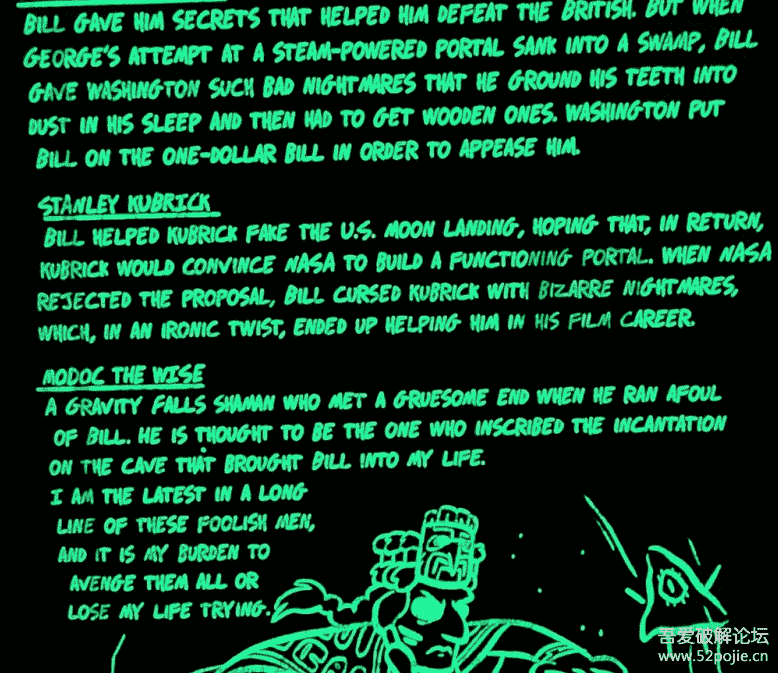 BILL GAVE HIM SECRETS THAT HELPED HIM DEFEAT THE BRITISH. BUT WHEN
GEORGE'S ATTEMPT AT A STEAM-POWERED PORTAL SANK INTO A SWAMP, BILL
GAVE WASHINGTON SUCH BAD NIGHTMARES THAT HE GROUND HIS TEETH INTO
DUST IN HIS SLEEP AND THEN HAD TO GET WOODEN ONES. WASHINGTON PUT
BILL ON THE ONE-DOLLAR BILL IN ORDER TO APPEASE HIM.
STANLEY KUBRICK
BILL HELPED KUBRICK FAKE THE U.S. MOON LANDING, HOPING THAT, IN RETURN,
KUBRICK WOULD CONVINCE NASA TO BUILD A FUNCTIONING PORTAL. WHEN NASA
REJECTED THE PROPOSAL, BILL CURSED KUBRICK WITH BIZARRE NIGHTMARES,
WHICH, IN AN IRONIC TWIST, ENDED UP HELPING HIM IN HIS FILM CAREER.
MODOC THE WISE
A GRAVITY FALLS SHAMAN WHO MET A GRUESOME END WHEN HE RAN AFOUL
OF BILL. HE IS THOUGHT TO BE THE ONE WHO INSCRIBED THE INCANTATION
ON THE CAVE THAT BROUGHT BILL INTO MY LIFE.
I AM THE LATEST IN A LONG
LINE OF THESE FOOLISH MEN,
AND IT IS MY BURDEN TO
AVENGE THEM ALL OR
LOSE MY LIFE TRYING.
吾爱破解论坛
www.52pojie.cn